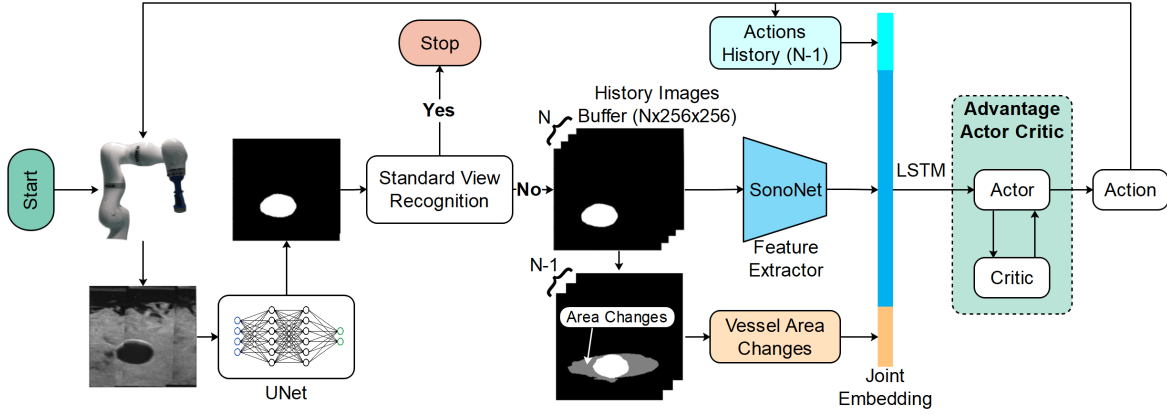 Start
UNet
Stop
Yes
Standard View
Recognition
No
N
History Images
Buffer (Nx256x256)
N-1
Area Changes
SonoNet
Feature
Extractor
Actions
History (N-1)
Vessel Area
Changes
Joint
Embedding
LSTM
Advantage
Actor Critic
Actor
Critic
Action